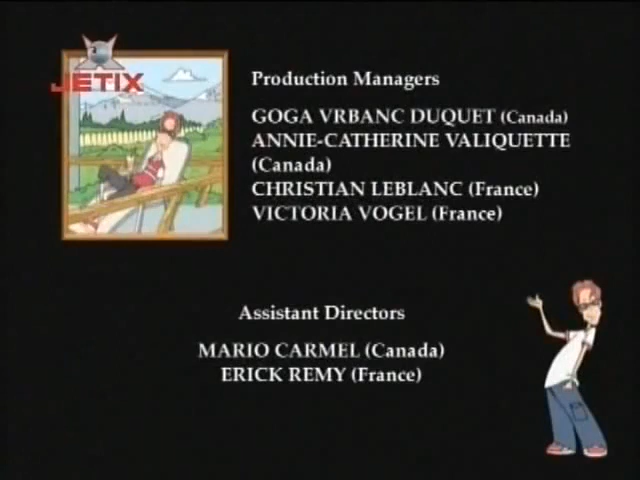 JETIX
Production Managers
GOGA VRBANC DUQUET (Canada)
ANNIE-CATHERINE VALIQUETTE
(Canada)
CHRISTIAN LEBLANC (France)
VICTORIA VOGEL (France)
Assistant Directors
MARIO CARMEL (Canada)
ERICK REMY (France)